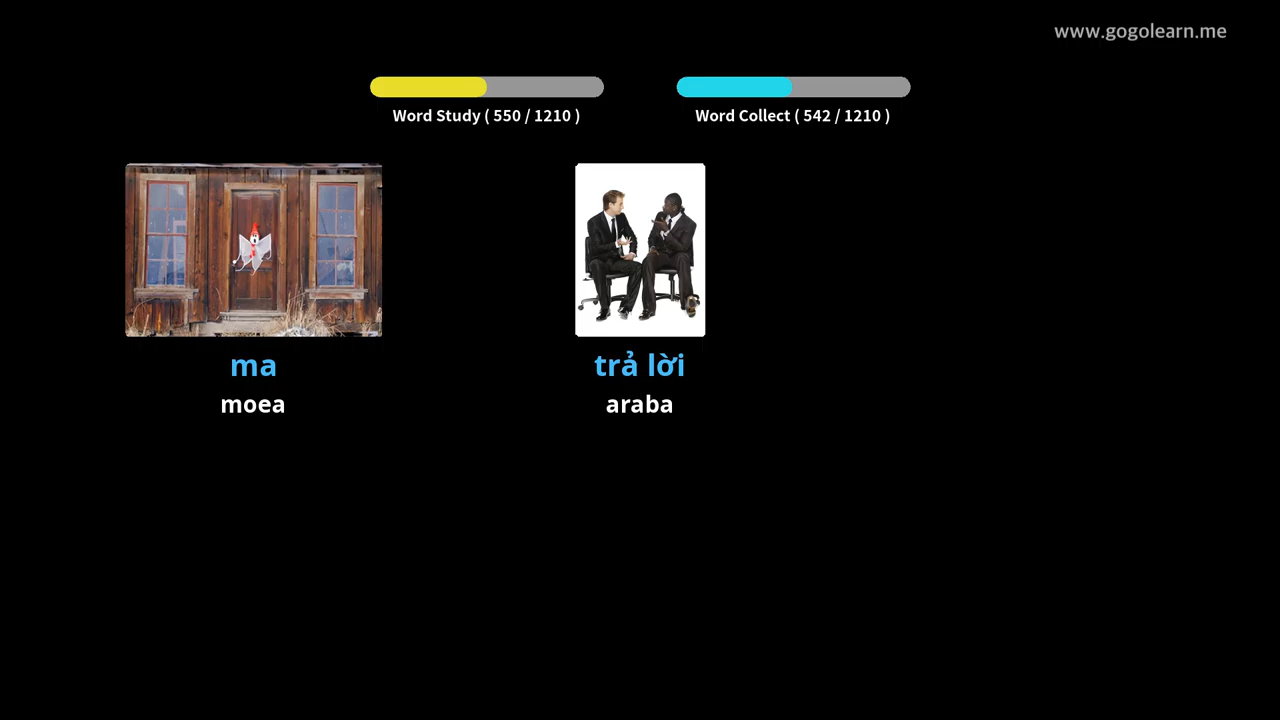 www.gogolearn.me
Word Study ( 550 / 1210 )
Word Collect ( 542 / 1210 )
ma
moea
trả lời
araba